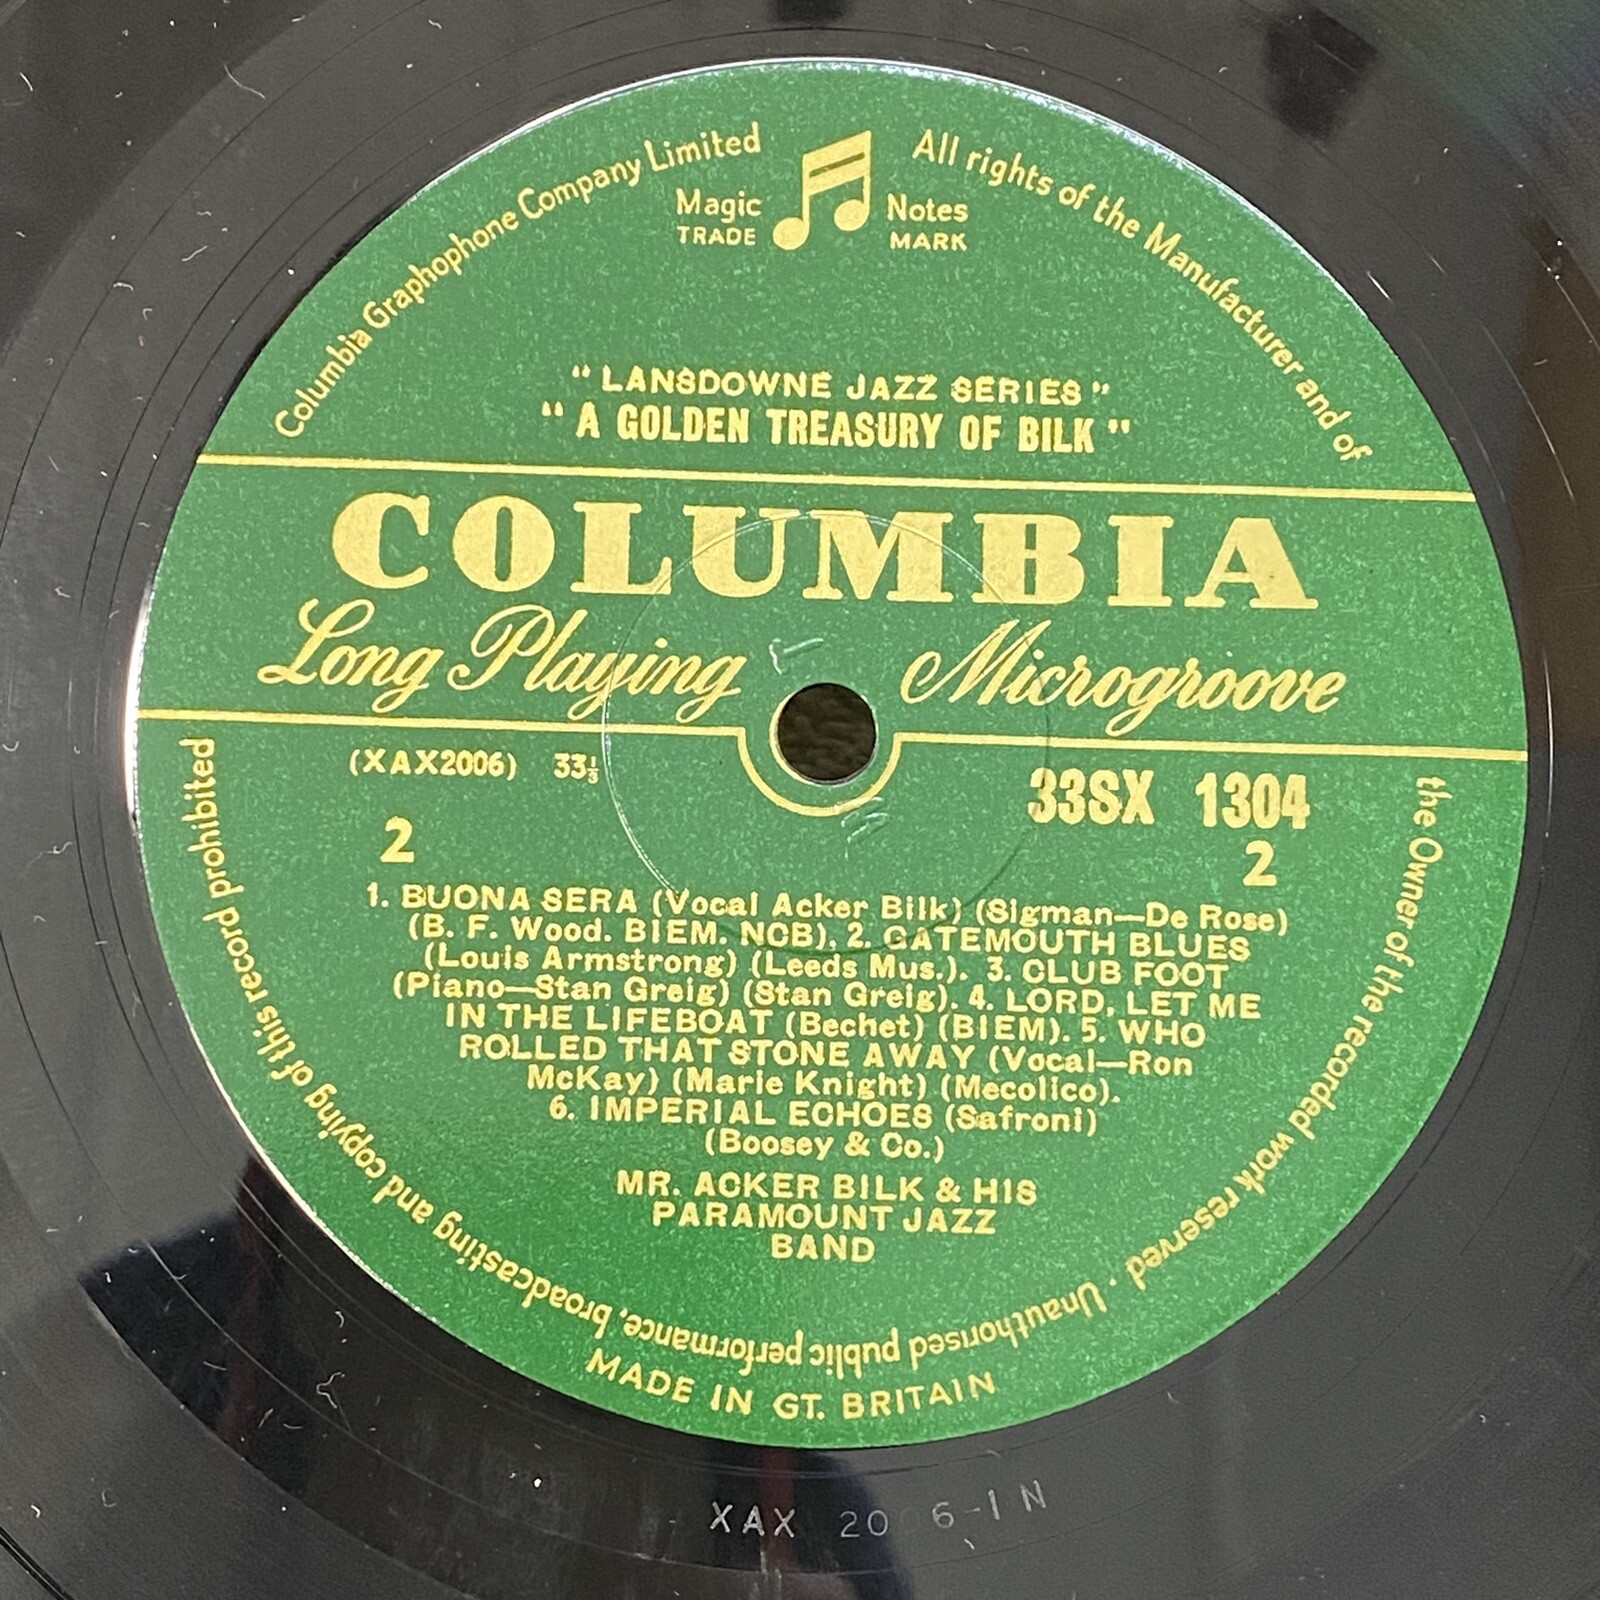 Columbia Graphophone Company Limited
All rights of the Manufacturer and of
the Owner of the recorded work reserved · Unauthorised public performance, broadcasting and copying of this record prohibited
Magic Notes
TRADE MARK
" LANSDOWNE JAZZ SERIES "
" A GOLDEN TREASURY OF BILK "
COLUMBIA
Long Playing Microgroove
(XAX2006) 33⅓
33SX 1304
2 2
1. BUONA SERA (Vocal Acker Bilk) (Sigman—De Rose)
(B. F. Wood. BIEM. NCB). 2. GATEMOUTH BLUES
(Louis Armstrong) (Leeds Mus.). 3. CLUB FOOT
(Piano—Stan Greig) (Stan Greig). 4. LORD, LET ME
IN THE LIFEBOAT (Bechet) (BIEM). 5. WHO
ROLLED THAT STONE AWAY (Vocal—Ron
McKay) (Marie Knight) (Mecolico).
6. IMPERIAL ECHOES (Safroni)
(Boosey & Co.)
MR. ACKER BILK & HIS
PARAMOUNT JAZZ
BAND
MADE IN GT. BRITAIN
XAX 2006-1N